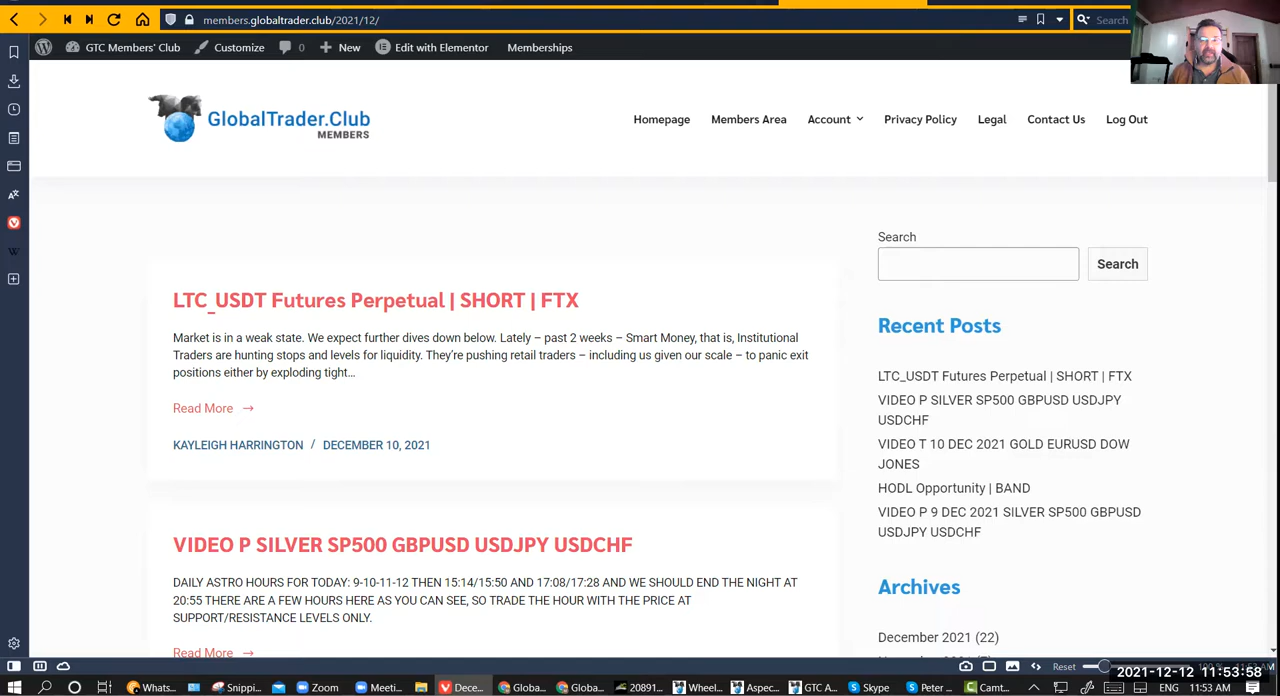 members.globaltrader.club/2021/12/
Search
GTC Members' Club
Customize
0
New
Edit with Elementor
Memberships
GlobalTrader.Club
MEMBERS
Homepage
Members Area
Account
Privacy Policy
Legal
Contact Us
Log Out
Search
Search
LTC_USDT Futures Perpetual | SHORT | FTX
Market is in a weak state. We expect further dives down below. Lately – past 2 weeks – Smart Money, that is, Institutional
Traders are hunting stops and levels for liquidity. They're pushing retail traders – including us given our scale – to panic exit
positions either by exploding tight…
Read More →
KAYLEIGH HARRINGTON / DECEMBER 10, 2021
Recent Posts
LTC_USDT Futures Perpetual | SHORT | FTX
VIDEO P SILVER SP500 GBPUSD USDJPY
USDCHF
VIDEO T 10 DEC 2021 GOLD EURUSD DOW
JONES
HODL Opportunity | BAND
VIDEO P 9 DEC 2021 SILVER SP500 GBPUSD
USDJPY USDCHF
VIDEO P SILVER SP500 GBPUSD USDJPY USDCHF
DAILY ASTRO HOURS FOR TODAY: 9-10-11-12 THEN 15:14/15:50 AND 17:08/17:28 AND WE SHOULD END THE NIGHT AT
20:55 THERE ARE A FEW HOURS HERE AS YOU CAN SEE, SO TRADE THE HOUR WITH THE PRICE AT
SUPPORT/RESISTANCE LEVELS ONLY.
Read More →
Archives
December 2021 (22)
Reset
2021-12-12 11:53:58
Whats...
Snippi...
Zoom
Meeti...
Dece...
Globa...
Globa...
20891...
Wheel...
Aspec...
GTC A...
Skype
Peter ...
Camt...
ENG
11:53 AM